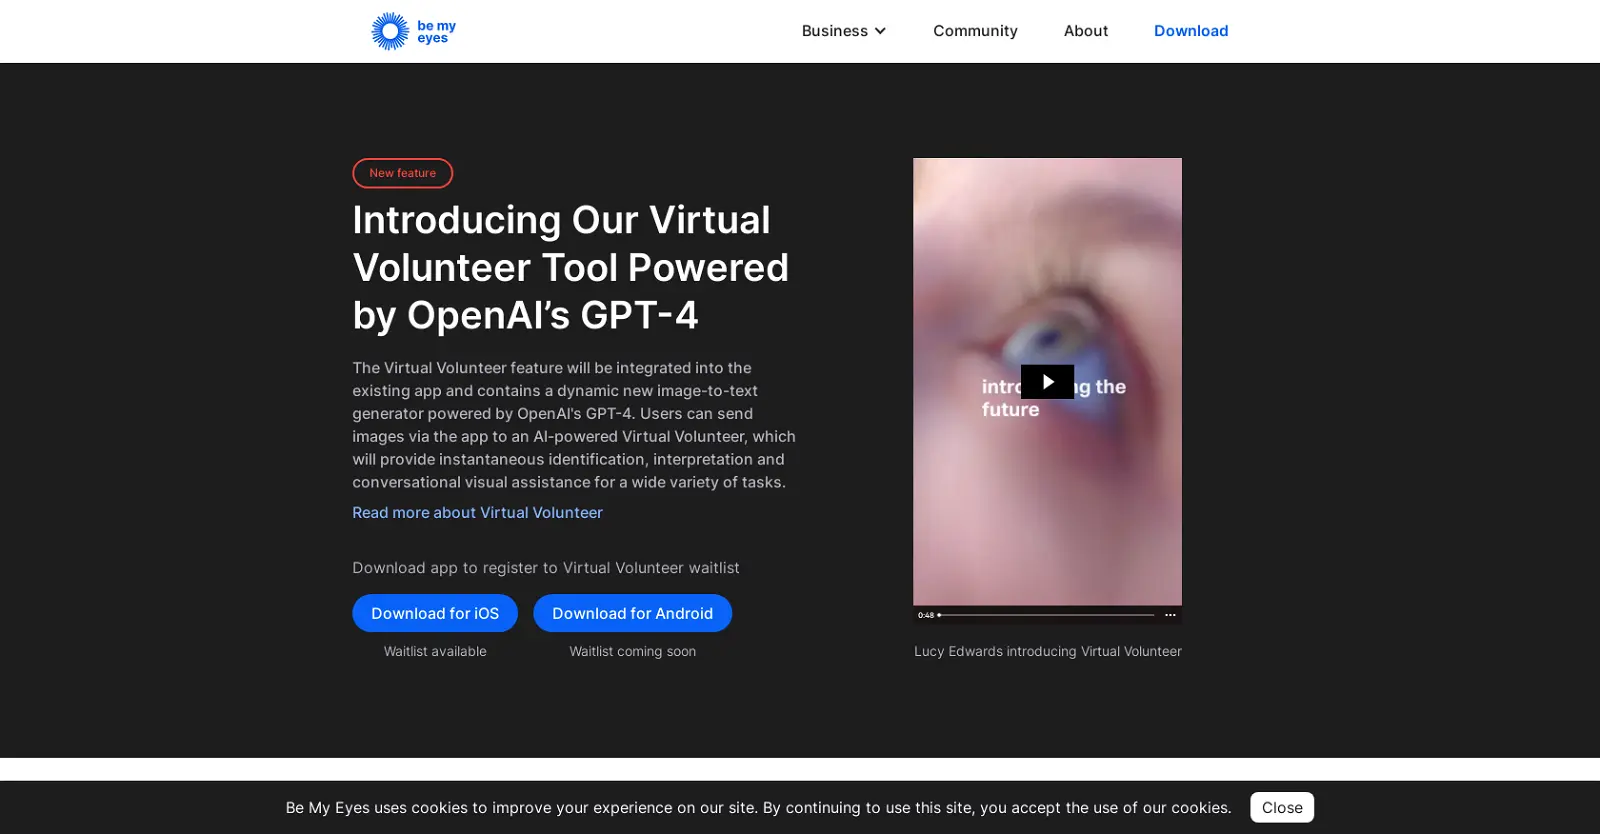 be my
eyes
Business
Community
About
Download
New feature
Introducing Our Virtual
Volunteer Tool Powered
by OpenAI’s GPT-4
The Virtual Volunteer feature will be integrated into the
existing app and contains a dynamic new image-to-text
generator powered by OpenAI's GPT-4. Users can send
images via the app to an AI-powered Virtual Volunteer, which
will provide instantaneous identification, interpretation and
conversational visual assistance for a wide variety of tasks.
Read more about Virtual Volunteer
Download app to register to Virtual Volunteer waitlist
Download for iOS
Download for Android
Waitlist available
Waitlist coming soon
the
future
0:48
Lucy Edwards introducing Virtual Volunteer
Be My Eyes uses cookies to improve your experience on our site. By continuing to use this site, you accept the use of our cookies.
Close